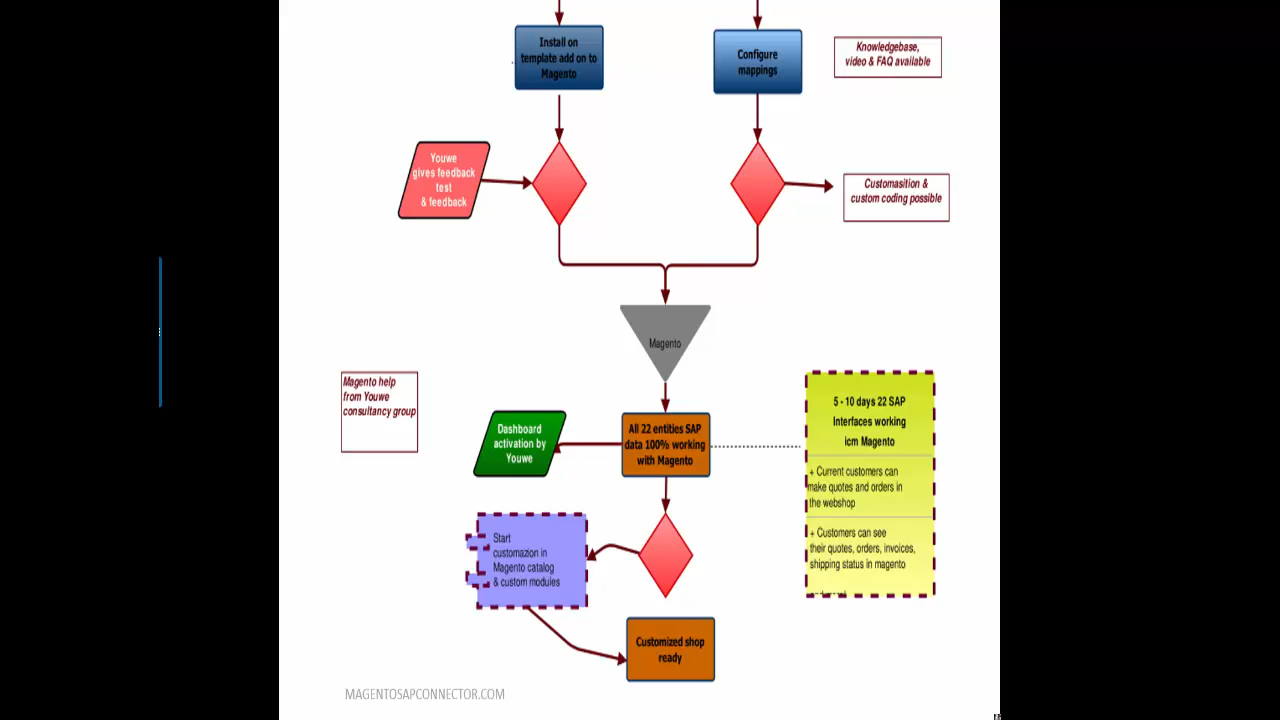 Install on
template add on to
Magento
Configure
mappings
Knowledgebase,
video & FAQ available
Youwe
gives feedback
test
& feedback
Customasition &
custom coding possible
Magento
Magento help
from Youwe
consultancy group
Dashboard
activation by
Youwe
All 22 entities SAP
data 100% working
with Magento
5 - 10 days 22 SAP
Interfaces working
icm Magento
+ Current customers can
make quotes and orders in
the webshop
+ Customers can see
their quotes, orders, invoices,
shipping status in magento
Start
customazion in
Magento catalog
& custom modules
Customized shop
ready
MAGENTOSAPCONNECTOR.COM